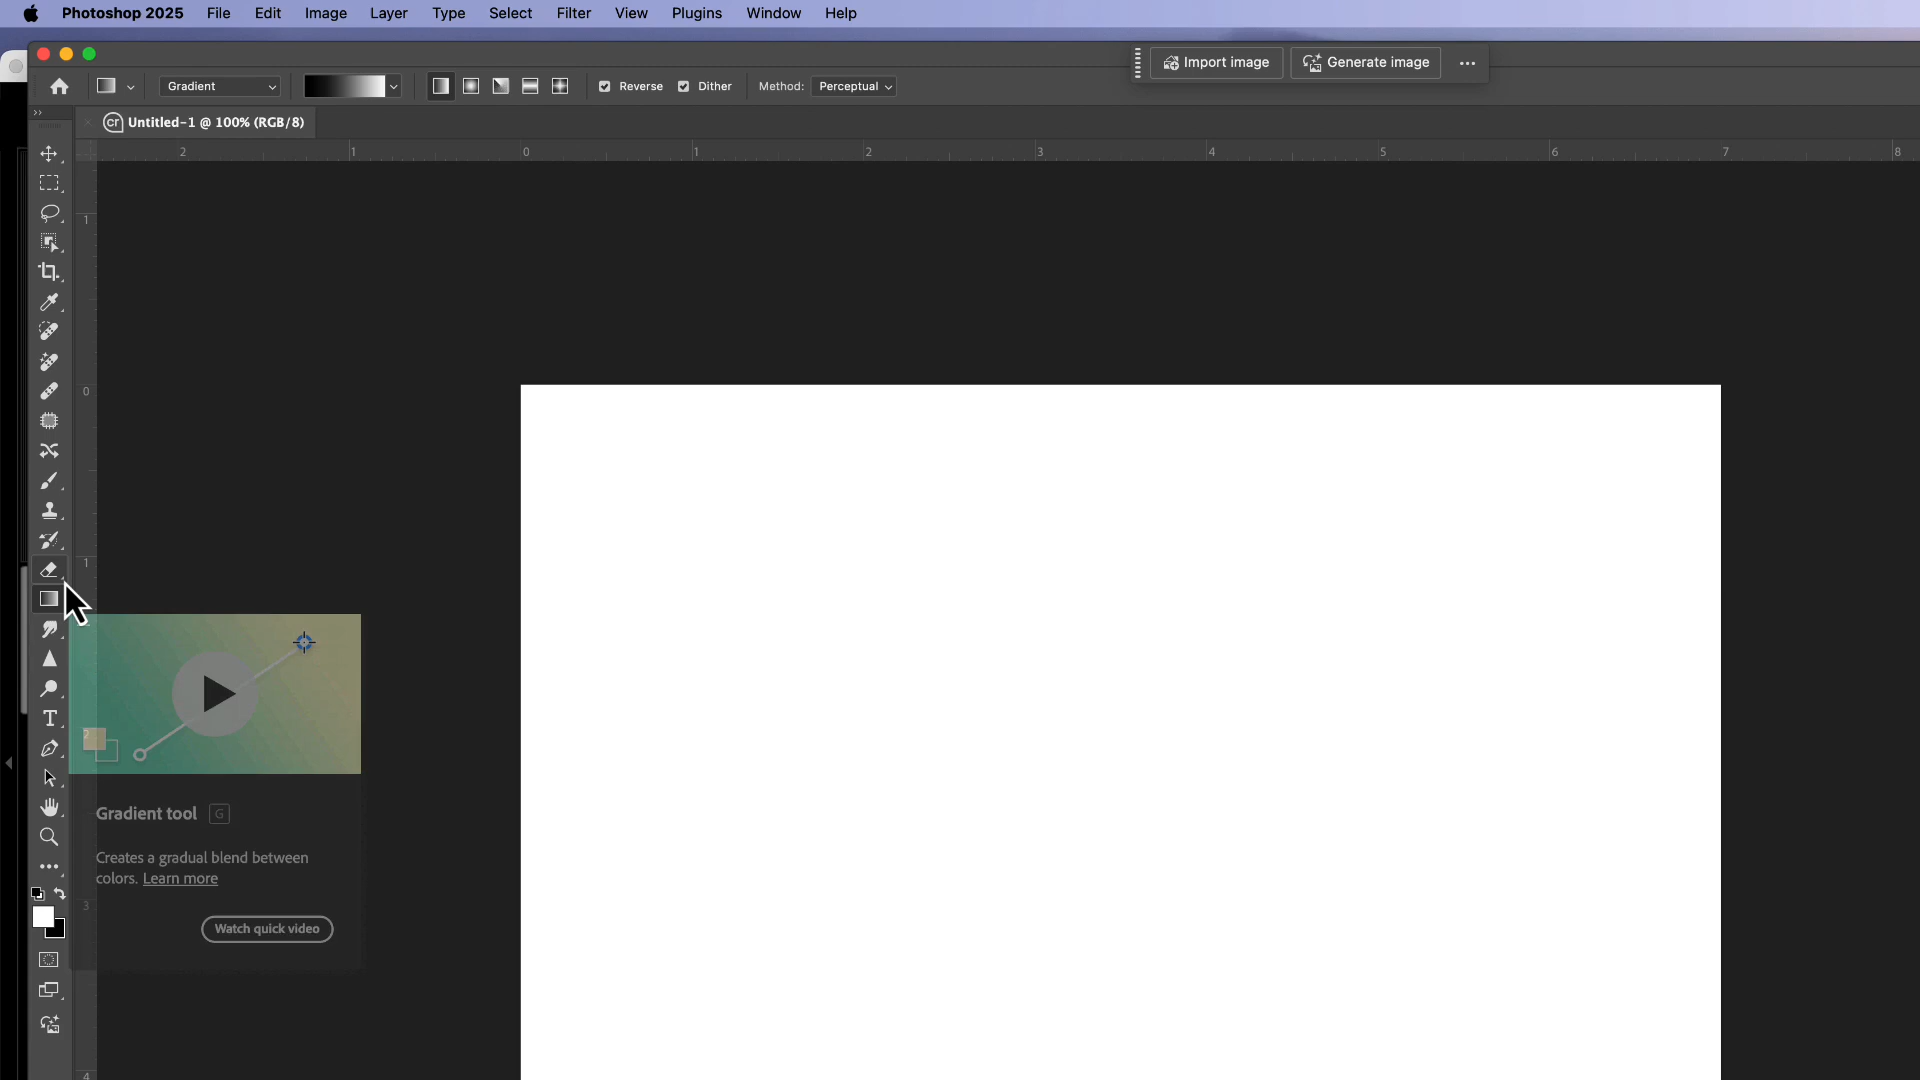 Photoshop 2025 File Edit Image Layer Type Select Filter View Plugins Window Help
Import image Generate image
Gradient Reverse Dither Method: Perceptual
cr Untitled-1 @ 100% (RGB/8)
2 1 0 1 2 3 4 5 6 7 8
1
0
1
2
3
4
T
Gradient tool G
Creates a gradual blend between
colors. Learn more
Watch quick video